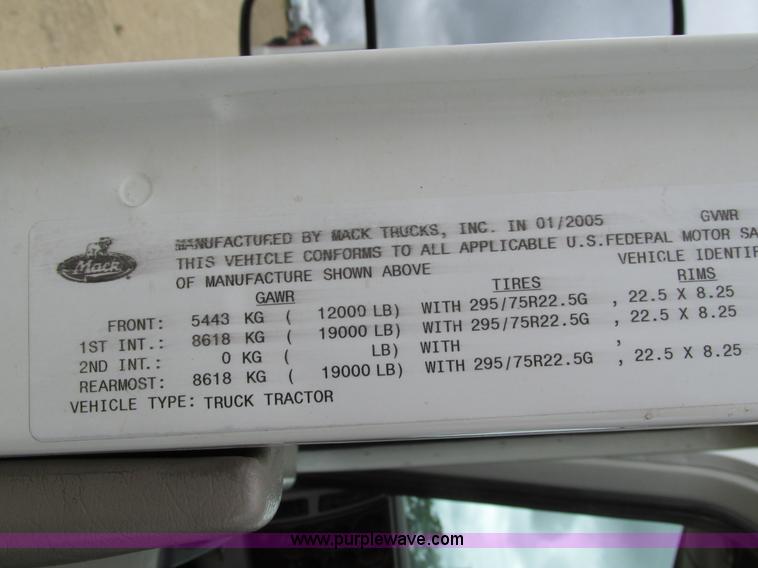 MANUFACTURED BY MACK TRUCKS, INC. IN 01/2005 GVWR
THIS VEHICLE CONFORMS TO ALL APPLICABLE U.S.FEDERAL MOTOR SA
OF MANUFACTURE SHOWN ABOVE VEHICLE IDENTIF
Mack
GAWR TIRES RIMS
FRONT: 5443 KG ( 12000 LB) WITH 295/75R22.5G , 22.5 X 8.25
1ST INT.: 8618 KG ( 19000 LB) WITH 295/75R22.5G , 22.5 X 8.25
2ND INT.: 0 KG ( LB) WITH ,
REARMOST: 8618 KG ( 19000 LB) WITH 295/75R22.5G , 22.5 X 8.25
VEHICLE TYPE: TRUCK TRACTOR
www.purplewave.com